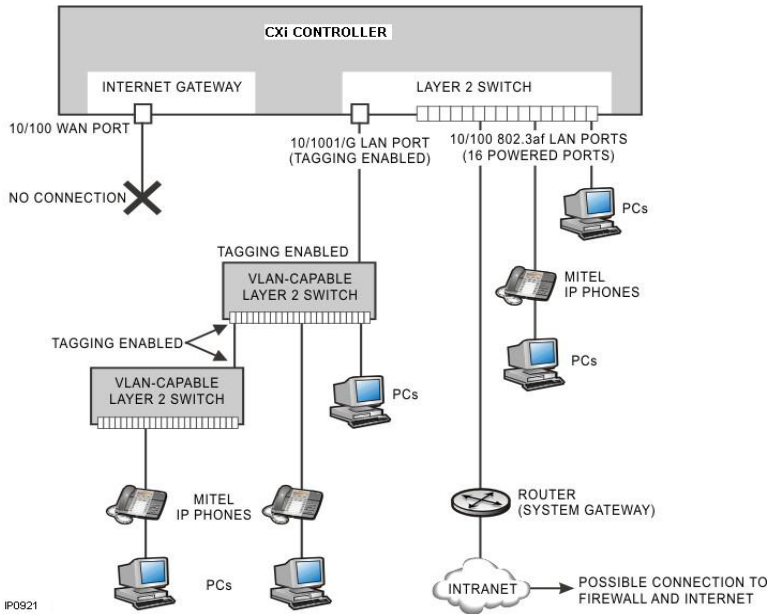 CXi CONTROLLER
INTERNET GATEWAY
LAYER 2 SWITCH
10/100 WAN PORT
10/1001/G LAN PORT
(TAGGING ENABLED)
10/100 802.3af LAN PORTS
(16 POWERED PORTS)
NO CONNECTION
PCs
TAGGING ENABLED
VLAN-CAPABLE
LAYER 2 SWITCH
MITEL
IP PHONES
TAGGING ENABLED
PCs
VLAN-CAPABLE
LAYER 2 SWITCH
PCs
MITEL
IP PHONES
ROUTER
(SYSTEM GATEWAY)
PCs
INTRANET
POSSIBLE CONNECTION TO
FIREWALL AND INTERNET
IP0921